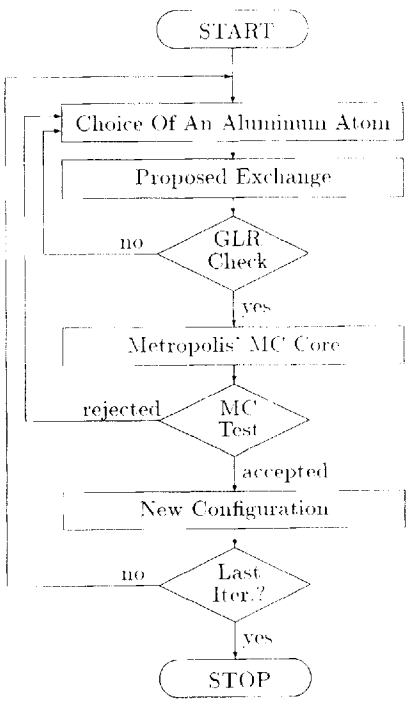 START
Choice Of An Aluminum Atom
Proposed Exchange
no
GLR
Check
yes
Metropolis' MC Core
rejected
MC
Test
accepted
New Configuration
no
Last
Iter.?
yes
STOP